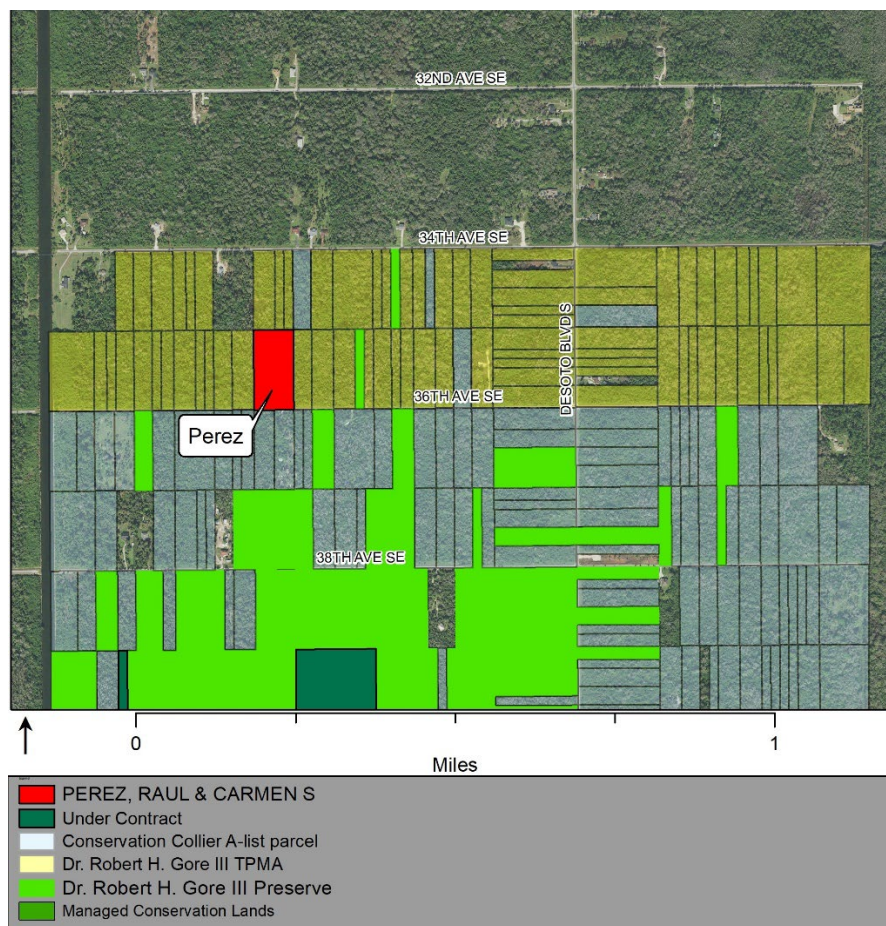 32ND AVE SE
34TH AVE SE
DESOTO BLVD S
36TH AVE SE
Perez
38TH AVE SE
0
1
Miles
PEREZ, RAUL & CARMEN S
Under Contract
Conservation Collier A-list parcel
Dr. Robert H. Gore III TPMA
Dr. Robert H. Gore III Preserve
Managed Conservation Lands